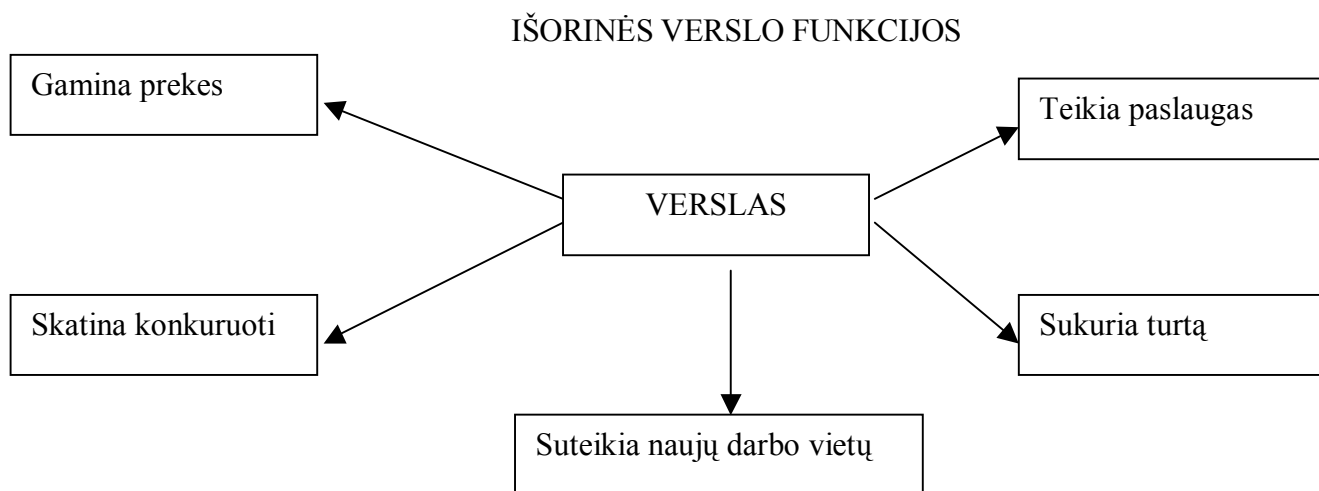 IŠORINĖS VERSLO FUNKCIJOS
Gamina prekes
Teikia paslaugas
VERSLAS
Skatina konkuruoti
Sukuria turtą
Suteikia naujų darbo vietų